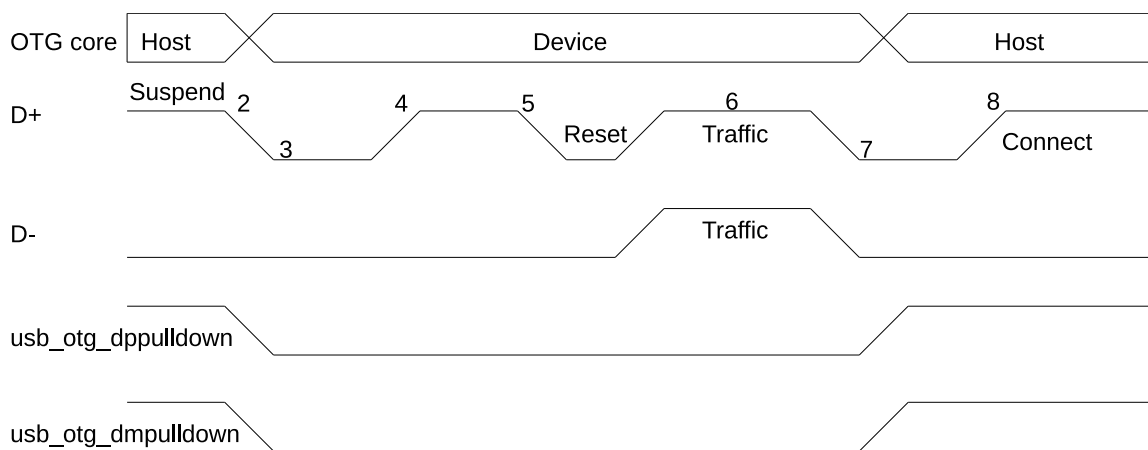 OTG core Host Device Host
Suspend 2 4 5 6 8
D+
3 Reset Traffic 7 Connect
D- Traffic
usb_otg_dppulldown
usb_otg_dmpulldown